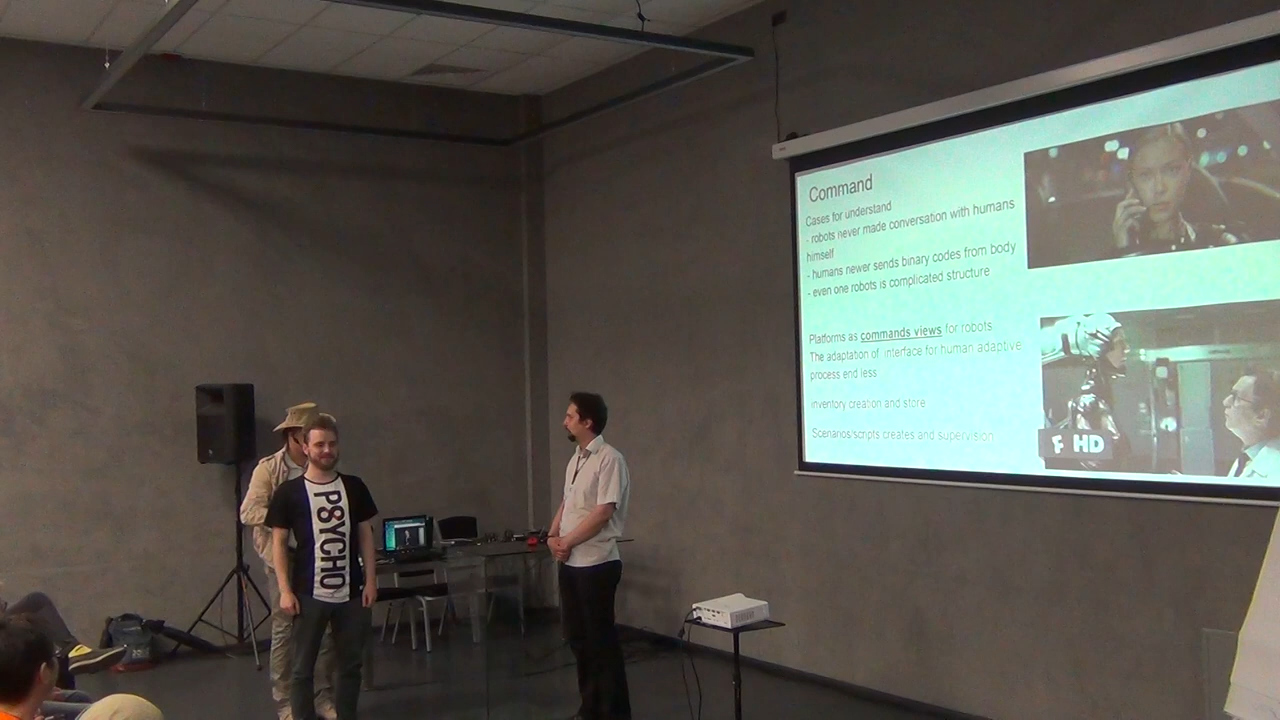 Command
Cases for understand
- robots never made conversation with humans
himself
- humans newer sends binary codes from body
- even one robots is complicated structure
Platforms as commands views for robots
The adaptation of interface for human adaptive
process end less
inventory creation and store
Scenarios/scripts creates and supervision
F HD
PSYCHO